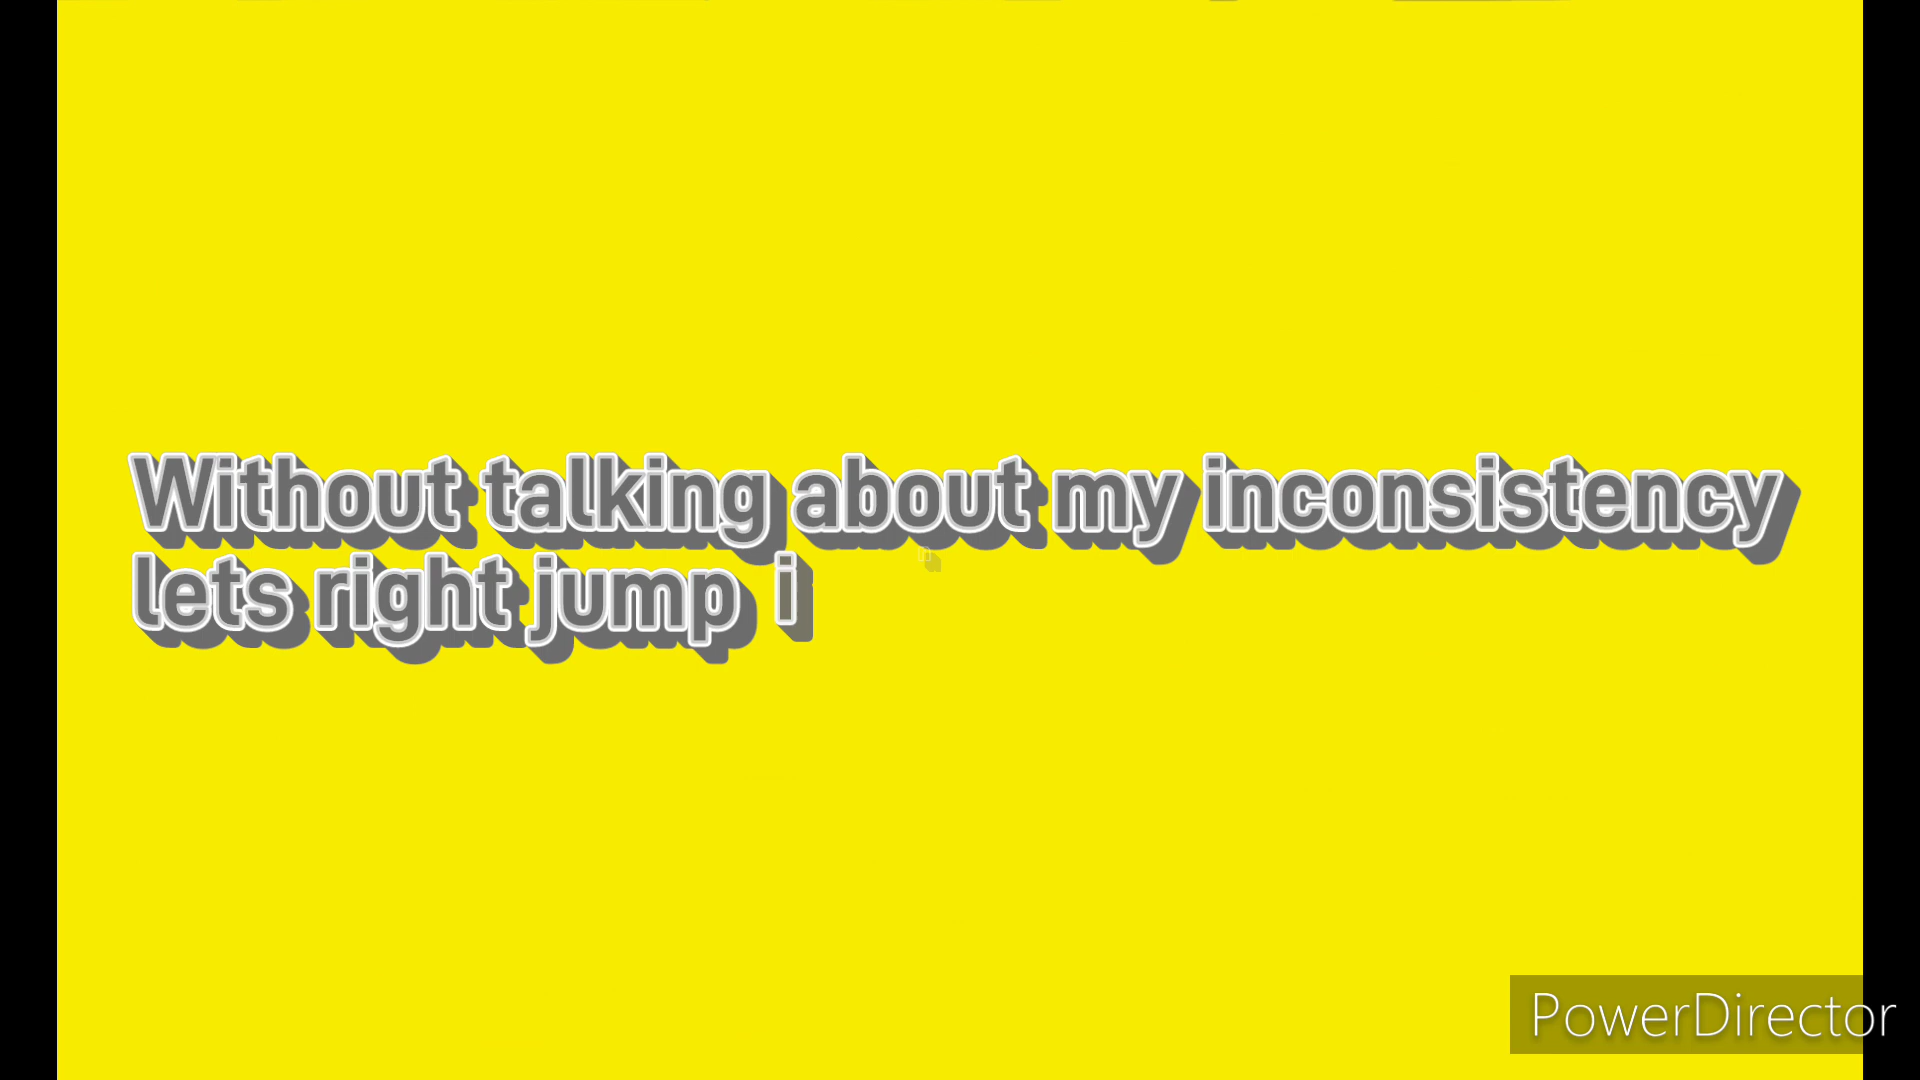 Without talking about my inconsistency
lets right jump i
PowerDirector